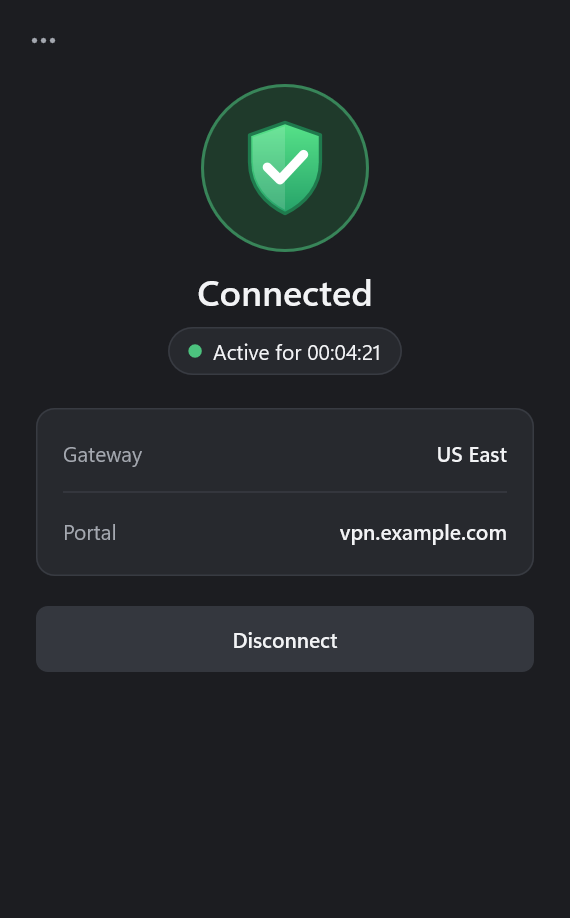 Connected
Active for 00:04:21
Gateway US East
Portal vpn.example.com
Disconnect